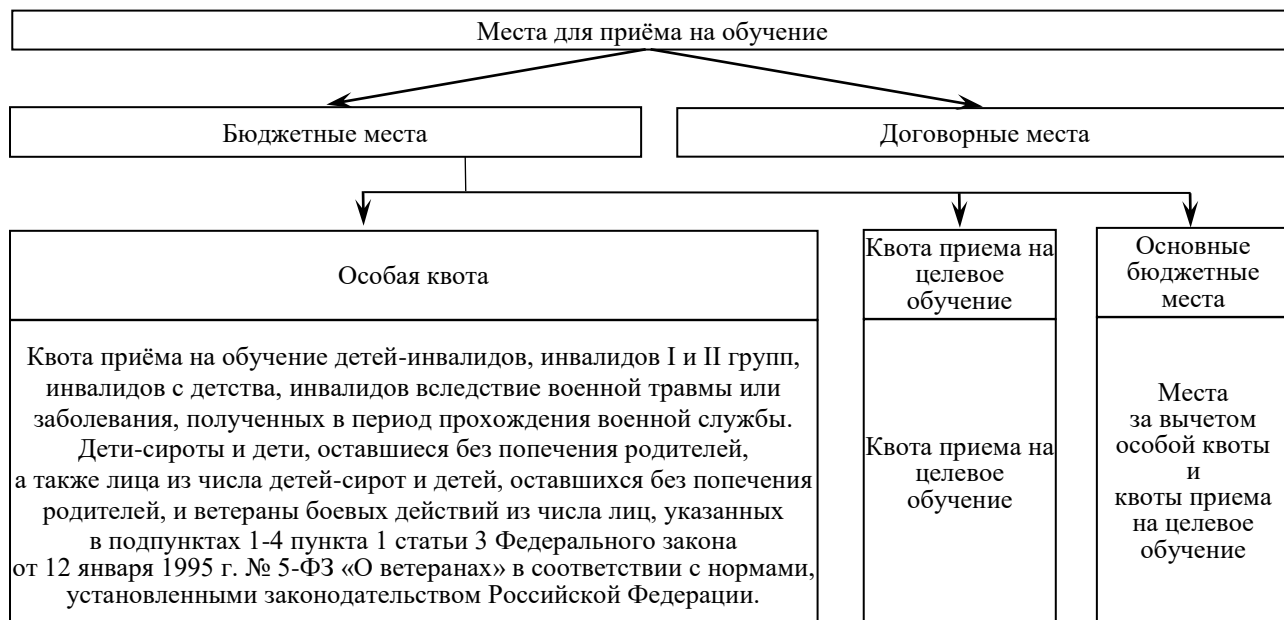 Места для приёма на обучение
Бюджетные места
Договорные места
Особая квота
Квота приема на
целевое
обучение
Основные
бюджетные
места
Квота приёма на обучение детей-инвалидов, инвалидов I и II групп,
инвалидов с детства, инвалидов вследствие военной травмы или
заболевания, полученных в период прохождения военной службы.
Дети-сироты и дети, оставшиеся без попечения родителей,
а также лица из числа детей-сирот и детей, оставшихся без попечения
родителей, и ветераны боевых действий из числа лиц, указанных
в подпунктах 1-4 пункта 1 статьи 3 Федерального закона
от 12 января 1995 г. № 5-ФЗ «О ветеранах» в соответствии с нормами,
установленными законодательством Российской Федерации.
Квота приема на
целевое
обучение
Места
за вычетом
особой квоты
и
квоты приема
на целевое
обучение